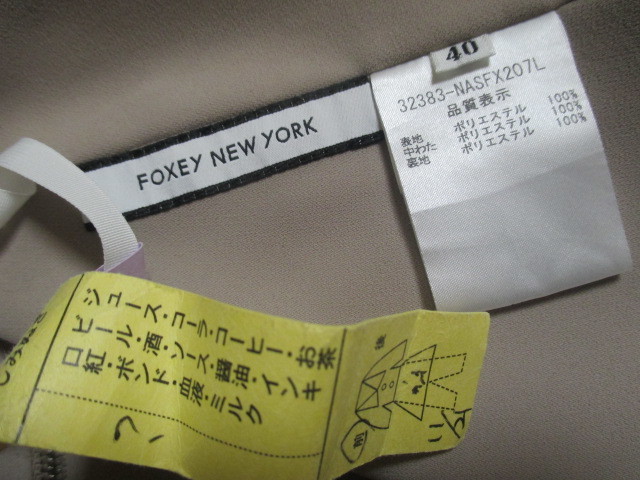 40
32383-NASFX207L
品質表示
表地 ポリエステル 100%
中わた ポリエステル 100%
裏地 ポリエステル 100%
FOXEY NEW YORK
ジュース・コーラ・コーヒー・お茶
ビール・酒・ソース・醤油・インキ
口紅・ボンド・血液・ミルク
後
前